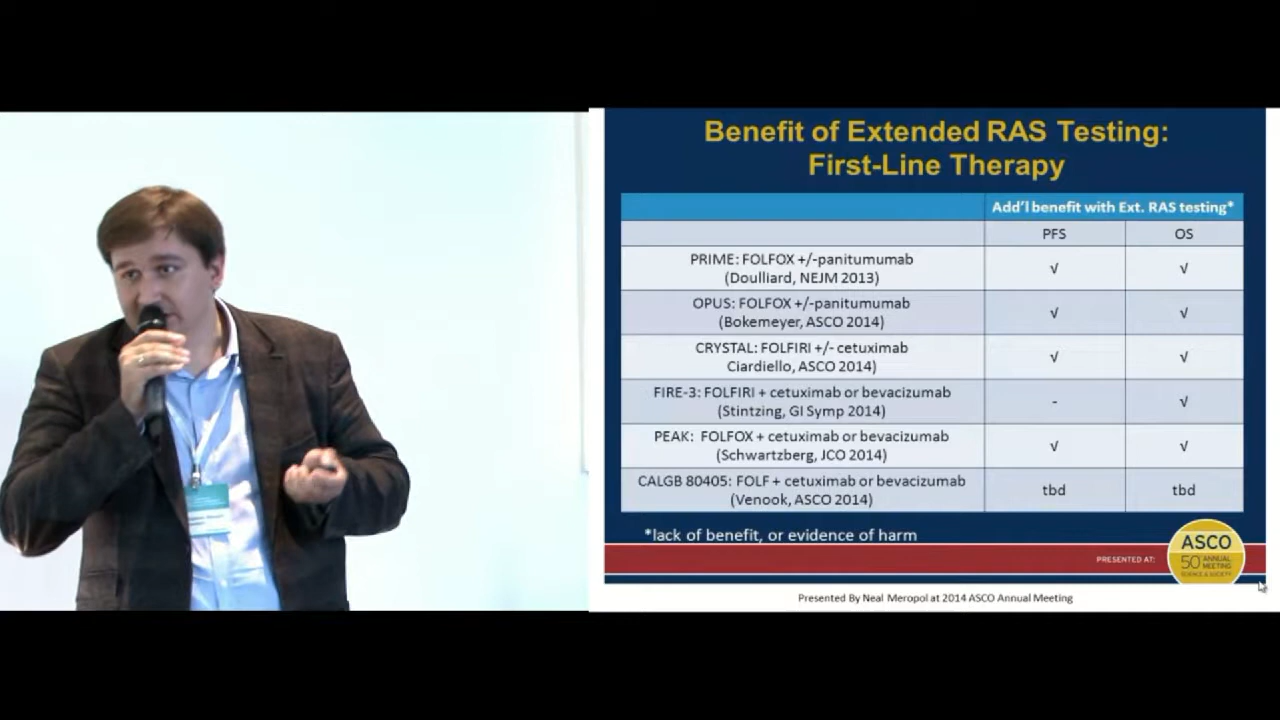 Benefit of Extended RAS Testing:
First-Line Therapy
Add'l benefit with Ext. RAS testing*
PFS OS
PRIME: FOLFOX +/-panitumumab
(Doulliard, NEJM 2013)
√ √
OPUS: FOLFOX +/-panitumumab
(Bokemeyer, ASCO 2014)
√ √
CRYSTAL: FOLFIRI +/- cetuximab
Ciardiello, ASCO 2014)
√ √
FIRE-3: FOLFIRI + cetuximab or bevacizumab
(Stintzing, GI Symp 2014)
- √
PEAK: FOLFOX + cetuximab or bevacizumab
(Schwartzberg, JCO 2014)
√ √
CALGB 80405: FOLF + cetuximab or bevacizumab
(Venook, ASCO 2014)
tbd tbd
*lack of benefit, or evidence of harm
PRESENTED AT:
ASCO
50 ANNUAL
MEETING
SCIENCE & SOCIETY
Presented By Neal Meropol at 2014 ASCO Annual Meeting